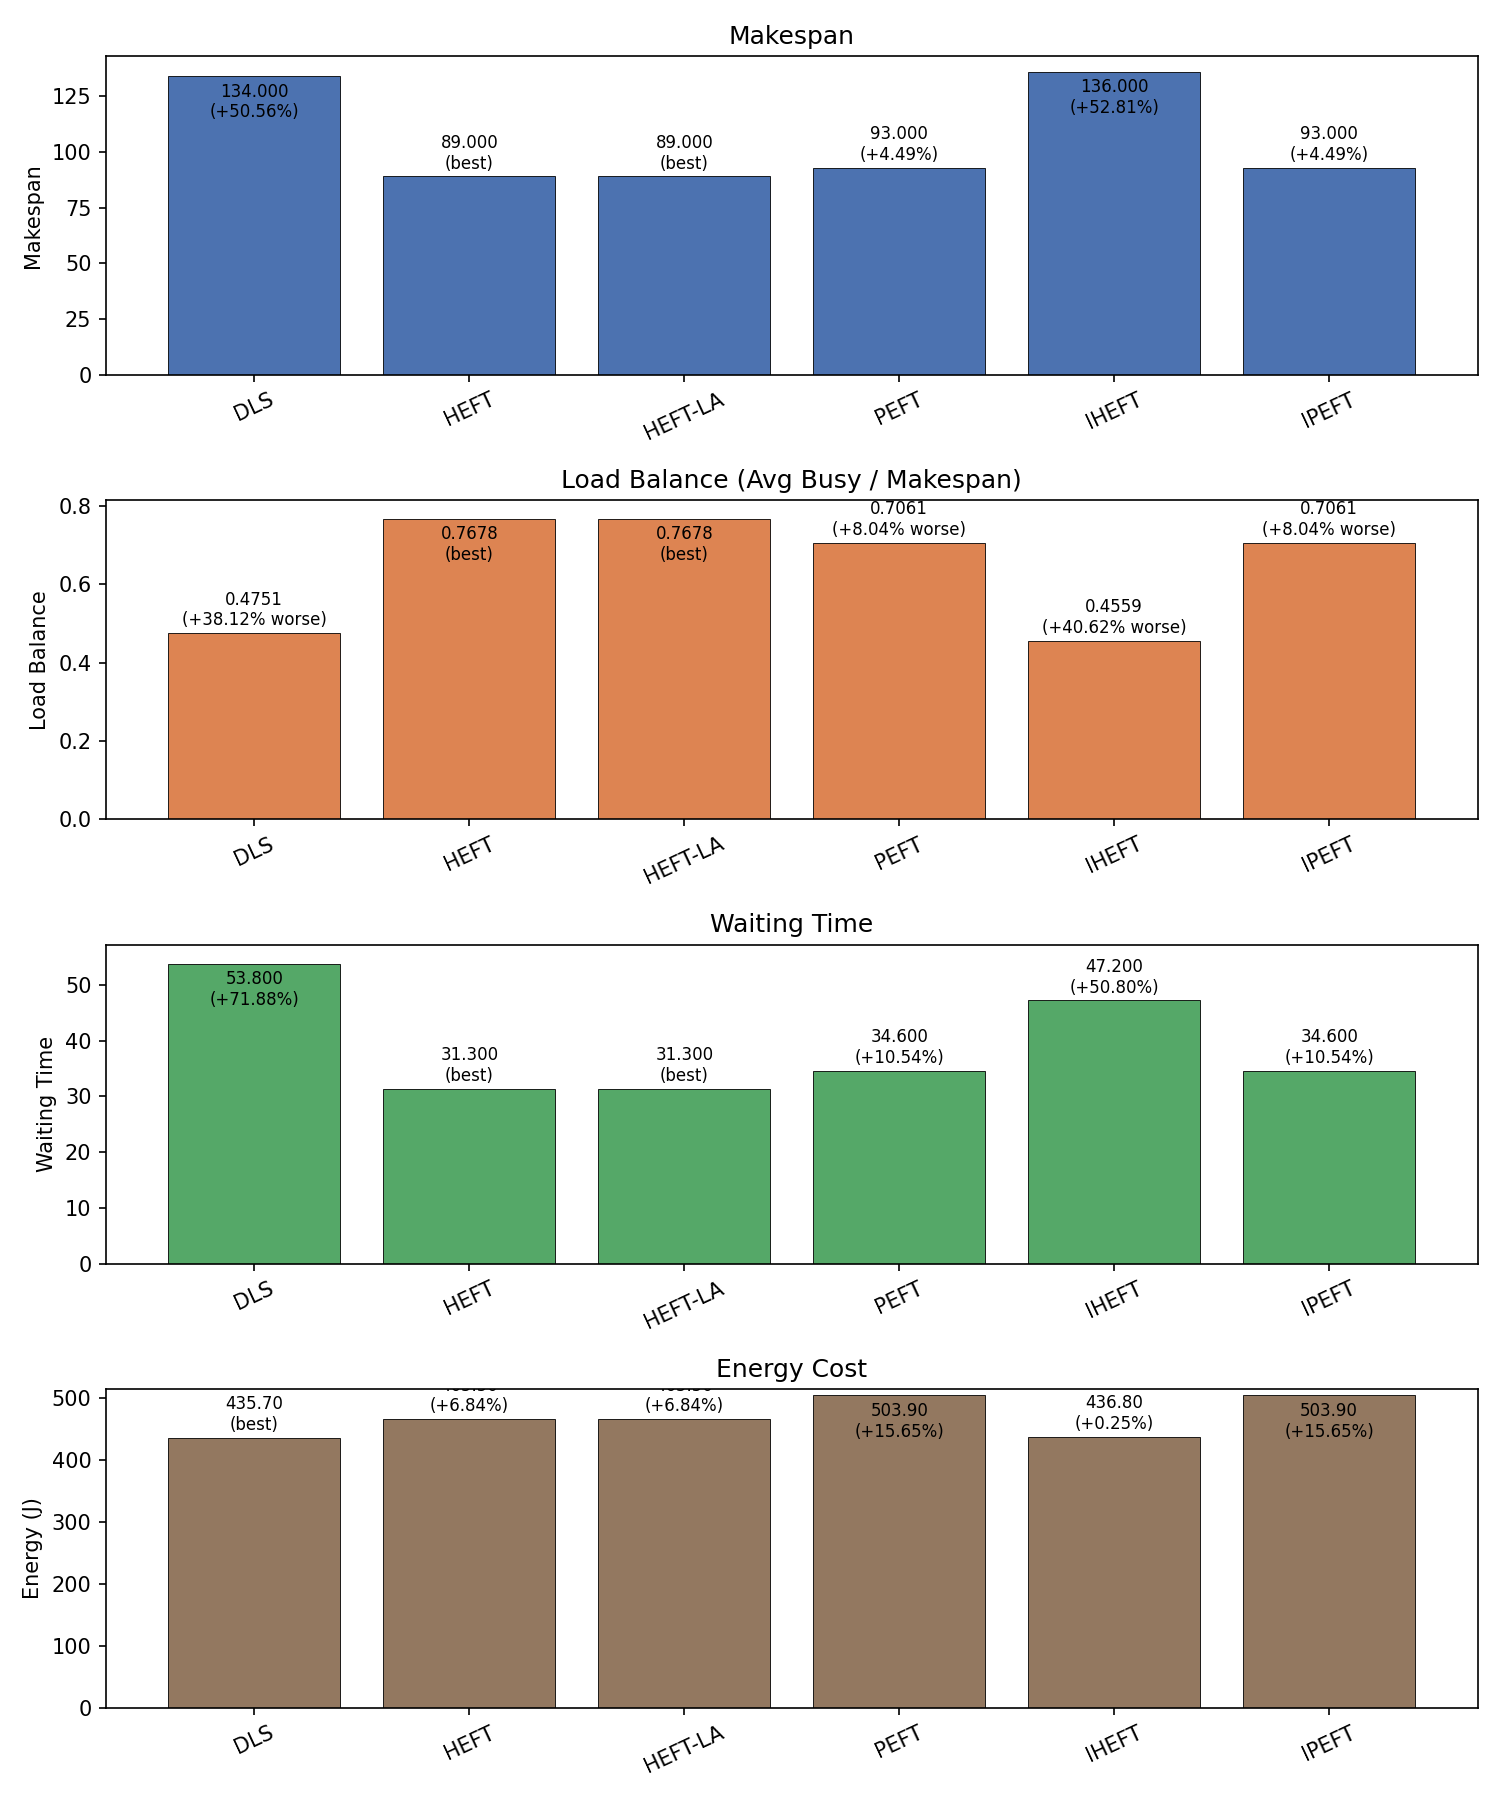 Makespan
Makespan
125
100
75
50
25
0
134.000
(+50.56%)
89.000
(best)
89.000
(best)
93.000
(+4.49%)
136.000
(+52.81%)
93.000
(+4.49%)
DLS
HEFT
HEFT-LA
PEFT
IHEFT
IPEFT
Load Balance (Avg Busy / Makespan)
Load Balance
0.8
0.6
0.4
0.2
0.0
0.4751
(+38.12% worse)
0.7678
(best)
0.7678
(best)
0.7061
(+8.04% worse)
0.4559
(+40.62% worse)
0.7061
(+8.04% worse)
DLS
HEFT
HEFT-LA
PEFT
IHEFT
IPEFT
Waiting Time
Waiting Time
50
40
30
20
10
0
53.800
(+71.88%)
31.300
(best)
31.300
(best)
34.600
(+10.54%)
47.200
(+50.80%)
34.600
(+10.54%)
DLS
HEFT
HEFT-LA
PEFT
IHEFT
IPEFT
Energy Cost
Energy (J)
500
400
300
200
100
0
435.70
(best)
(+6.84%)
(+6.84%)
503.90
(+15.65%)
436.80
(+0.25%)
503.90
(+15.65%)
DLS
HEFT
HEFT-LA
PEFT
IHEFT
IPEFT